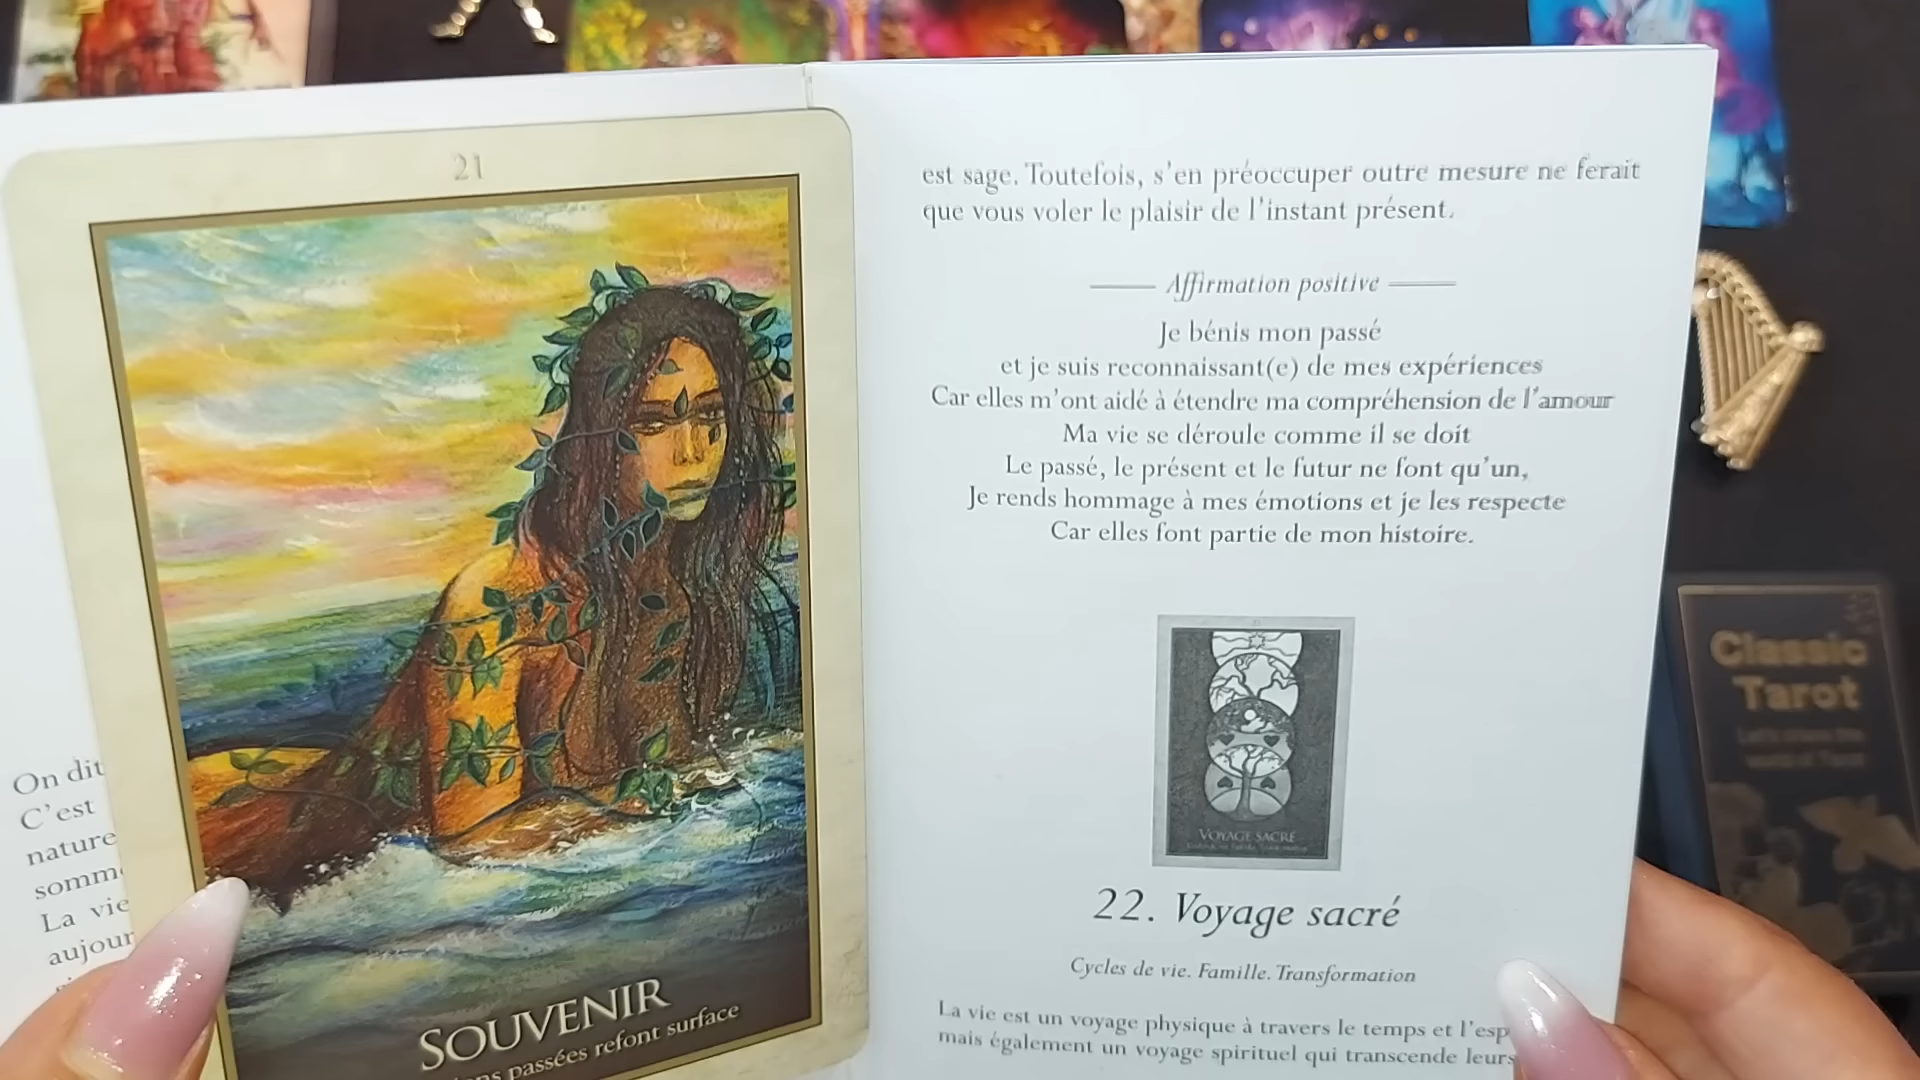 21
SOUVENIR
passées refont surface
On dit
C'est
nature
La vie
est sage. Toutefois, s'en préoccuper outre mesure ne ferait
que vous voler le plaisir de l'instant présent.
Affirmation positive
Je bénis mon passé
et je suis reconnaissant(e) de mes expériences
Car elles m'ont aidé à étendre ma compréhension de l'amour
Ma vie se déroule comme il se doit
Le passé, le présent et le futur ne font qu'un,
Je rends hommage à mes émotions et je les respecte
Car elles font partie de mon histoire.
VOYAGE SACRÉ
22. Voyage sacré
Cycles de vie. Famille. Transformation
La vie est un voyage physique à travers le temps et l'esp
mais également un voyage spirituel qui transcende leurs
Classic
Tarot